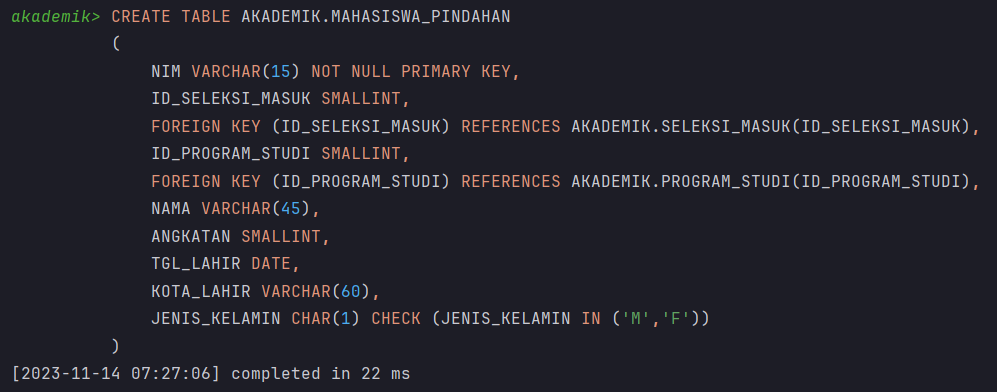 akademik> CREATE TABLE AKADEMIK.MAHASISWA_PINDAHAN
(
NIM VARCHAR(15) NOT NULL PRIMARY KEY,
ID_SELEKSI_MASUK SMALLINT,
FOREIGN KEY (ID_SELEKSI_MASUK) REFERENCES AKADEMIK.SELEKSI_MASUK(ID_SELEKSI_MASUK),
ID_PROGRAM_STUDI SMALLINT,
FOREIGN KEY (ID_PROGRAM_STUDI) REFERENCES AKADEMIK.PROGRAM_STUDI(ID_PROGRAM_STUDI),
NAMA VARCHAR(45),
ANGKATAN SMALLINT,
TGL_LAHIR DATE,
KOTA_LAHIR VARCHAR(60),
JENIS_KELAMIN CHAR(1) CHECK (JENIS_KELAMIN IN ('M','F'))
)
[2023-11-14 07:27:06] completed in 22 ms